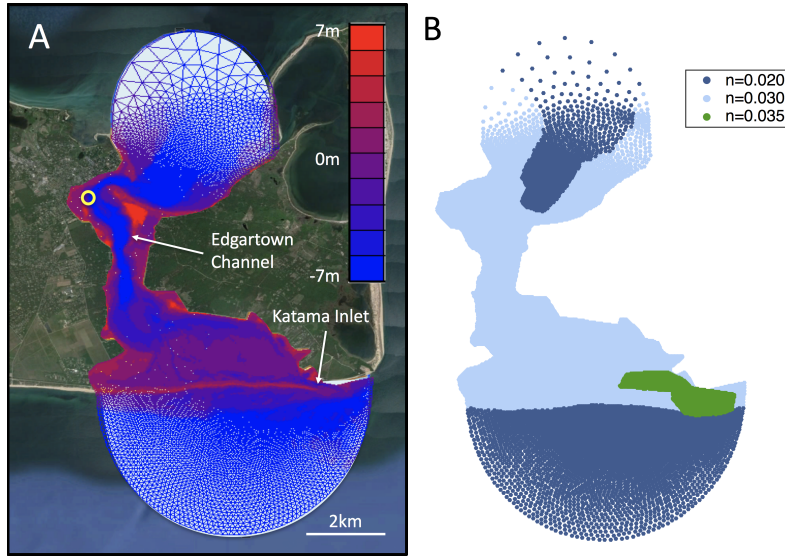 A
7m
0m
-7m
Edgartown
Channel
Katama Inlet
2km
B
n=0.020
n=0.030
n=0.035